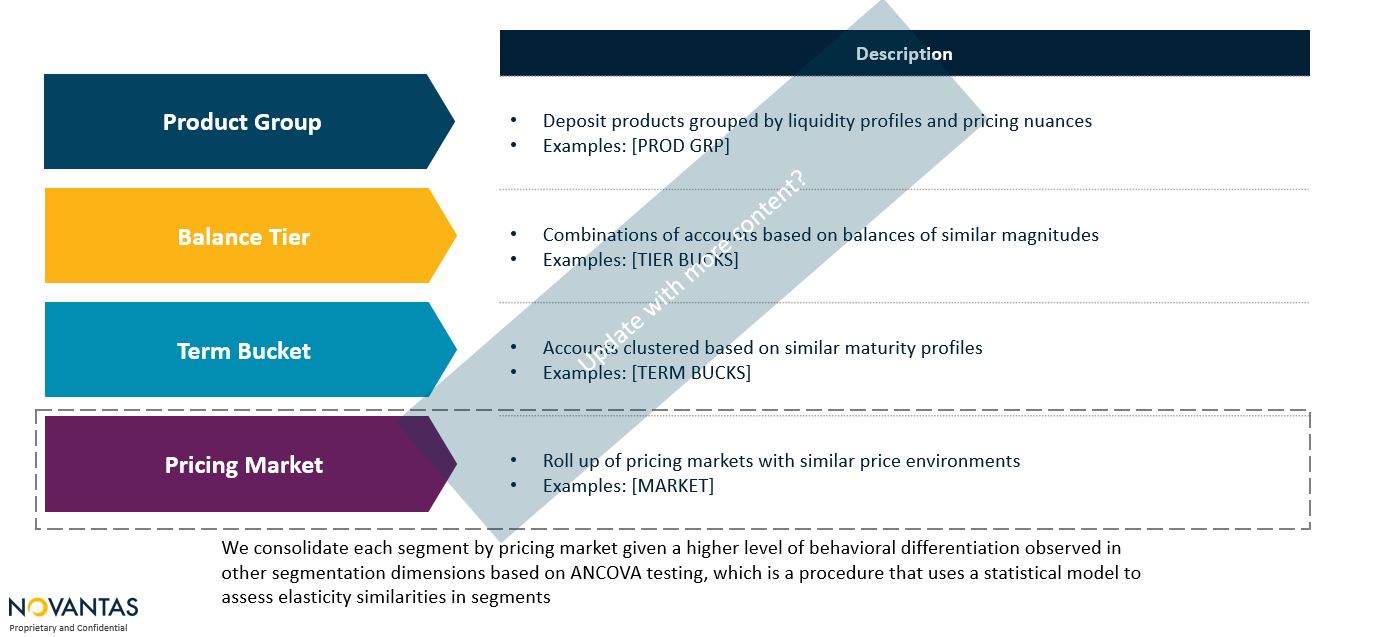 Description
Product Group
• Deposit products grouped by liquidity profiles and pricing nuances
• Examples: [PROD GRP]
Balance Tier
• Combinations of accounts based on balances of similar magnitudes
• Examples: [TIER BUCKS]
Term Bucket
• Accounts clustered based on similar maturity profiles
• Examples: [TERM BUCKS]
Pricing Market
• Roll up of pricing markets with similar price environments
• Examples: [MARKET]
Update with more content?
We consolidate each segment by pricing market given a higher level of behavioral differentiation observed in
other segmentation dimensions based on ANCOVA testing, which is a procedure that uses a statistical model to
assess elasticity similarities in segments
NOVANTAS
Proprietary and Confidential